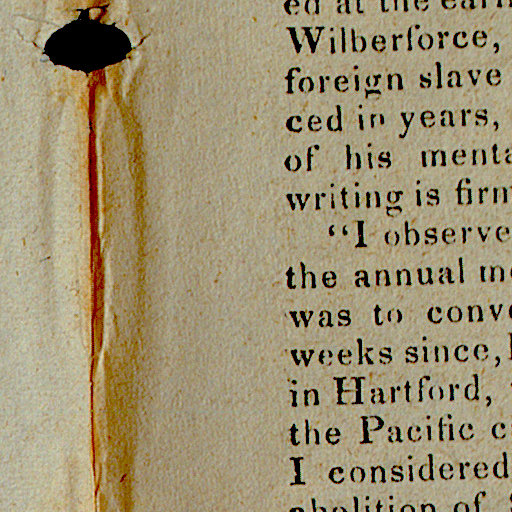 ed at the
Wilberforce,
foreign slave
ced in years,
of his menta
writing is firm
"I observe
the annual me
was to conv
weeks since,
in Hartford,
the Pacific c
I considered
abolition of